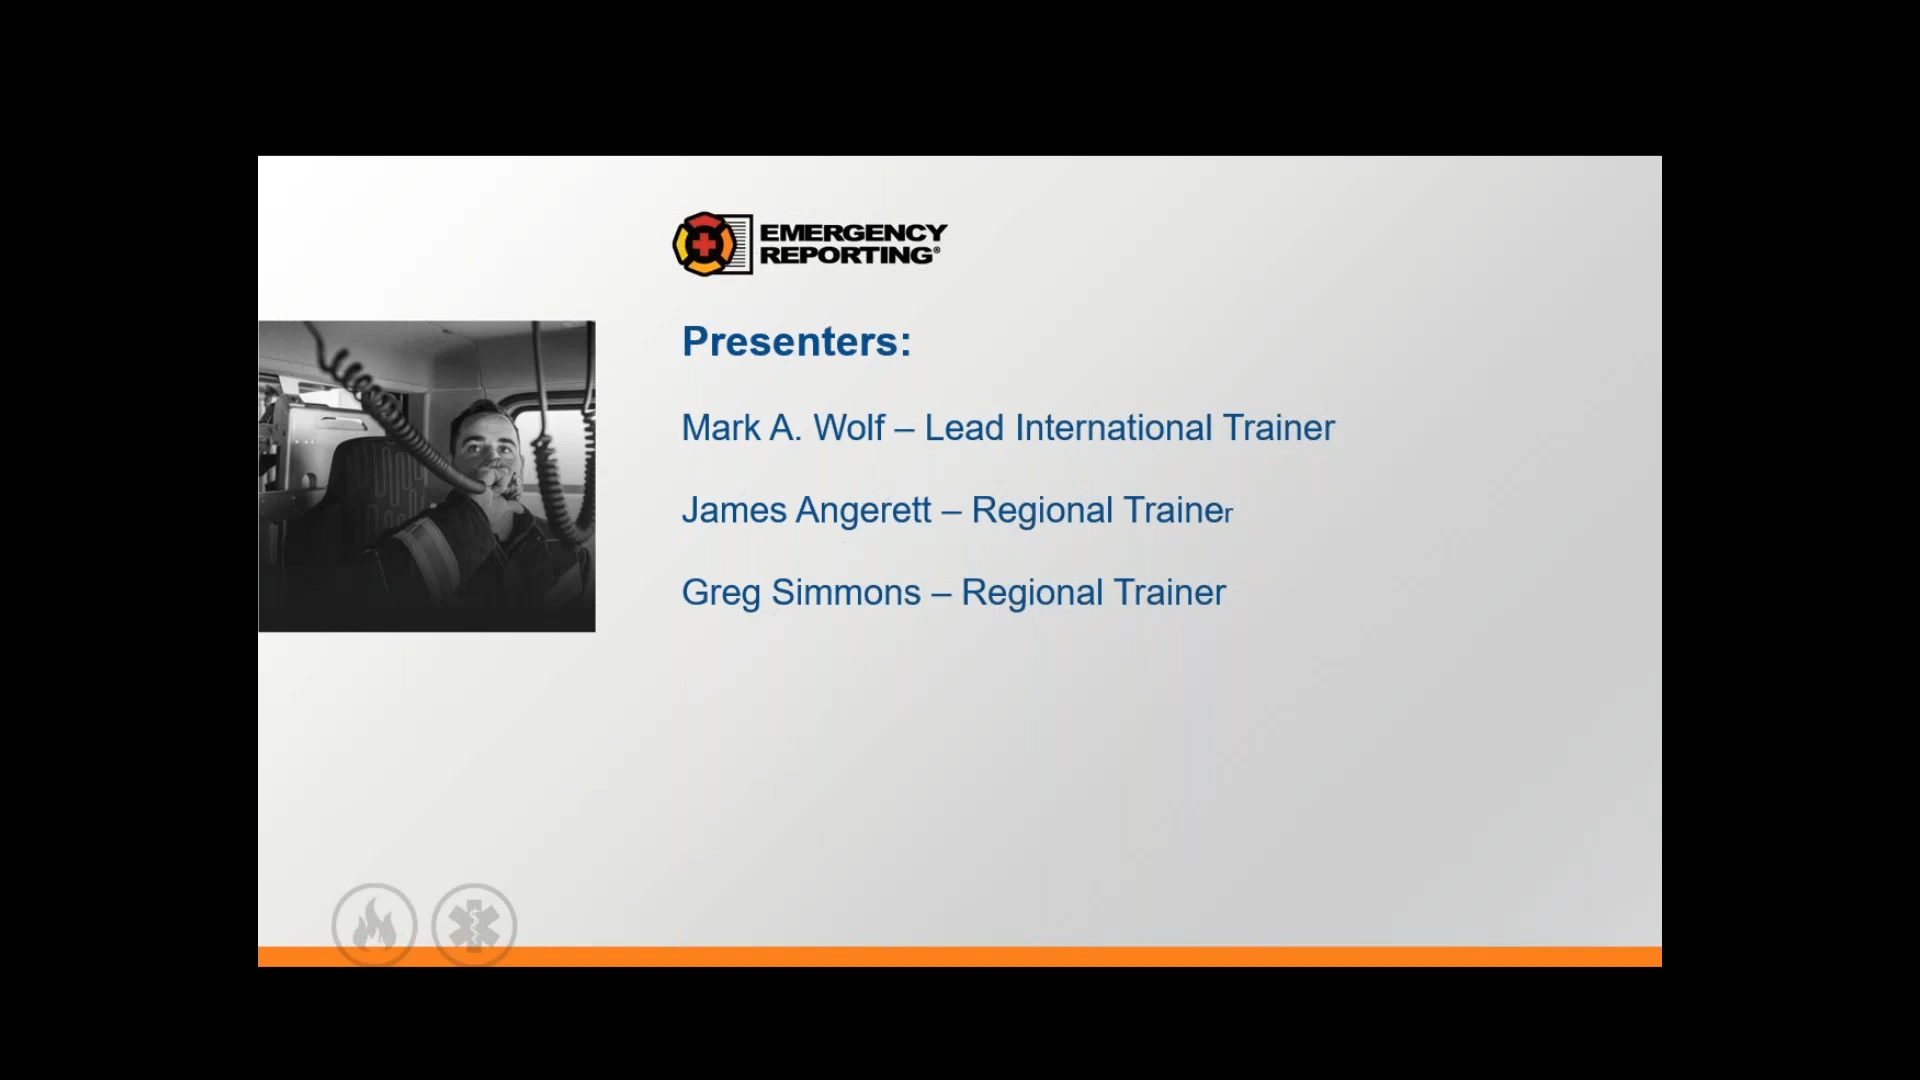 EMERGENCY
REPORTING®
Presenters:
Mark A. Wolf – Lead International Trainer
James Angerett – Regional Trainer
Greg Simmons – Regional Trainer